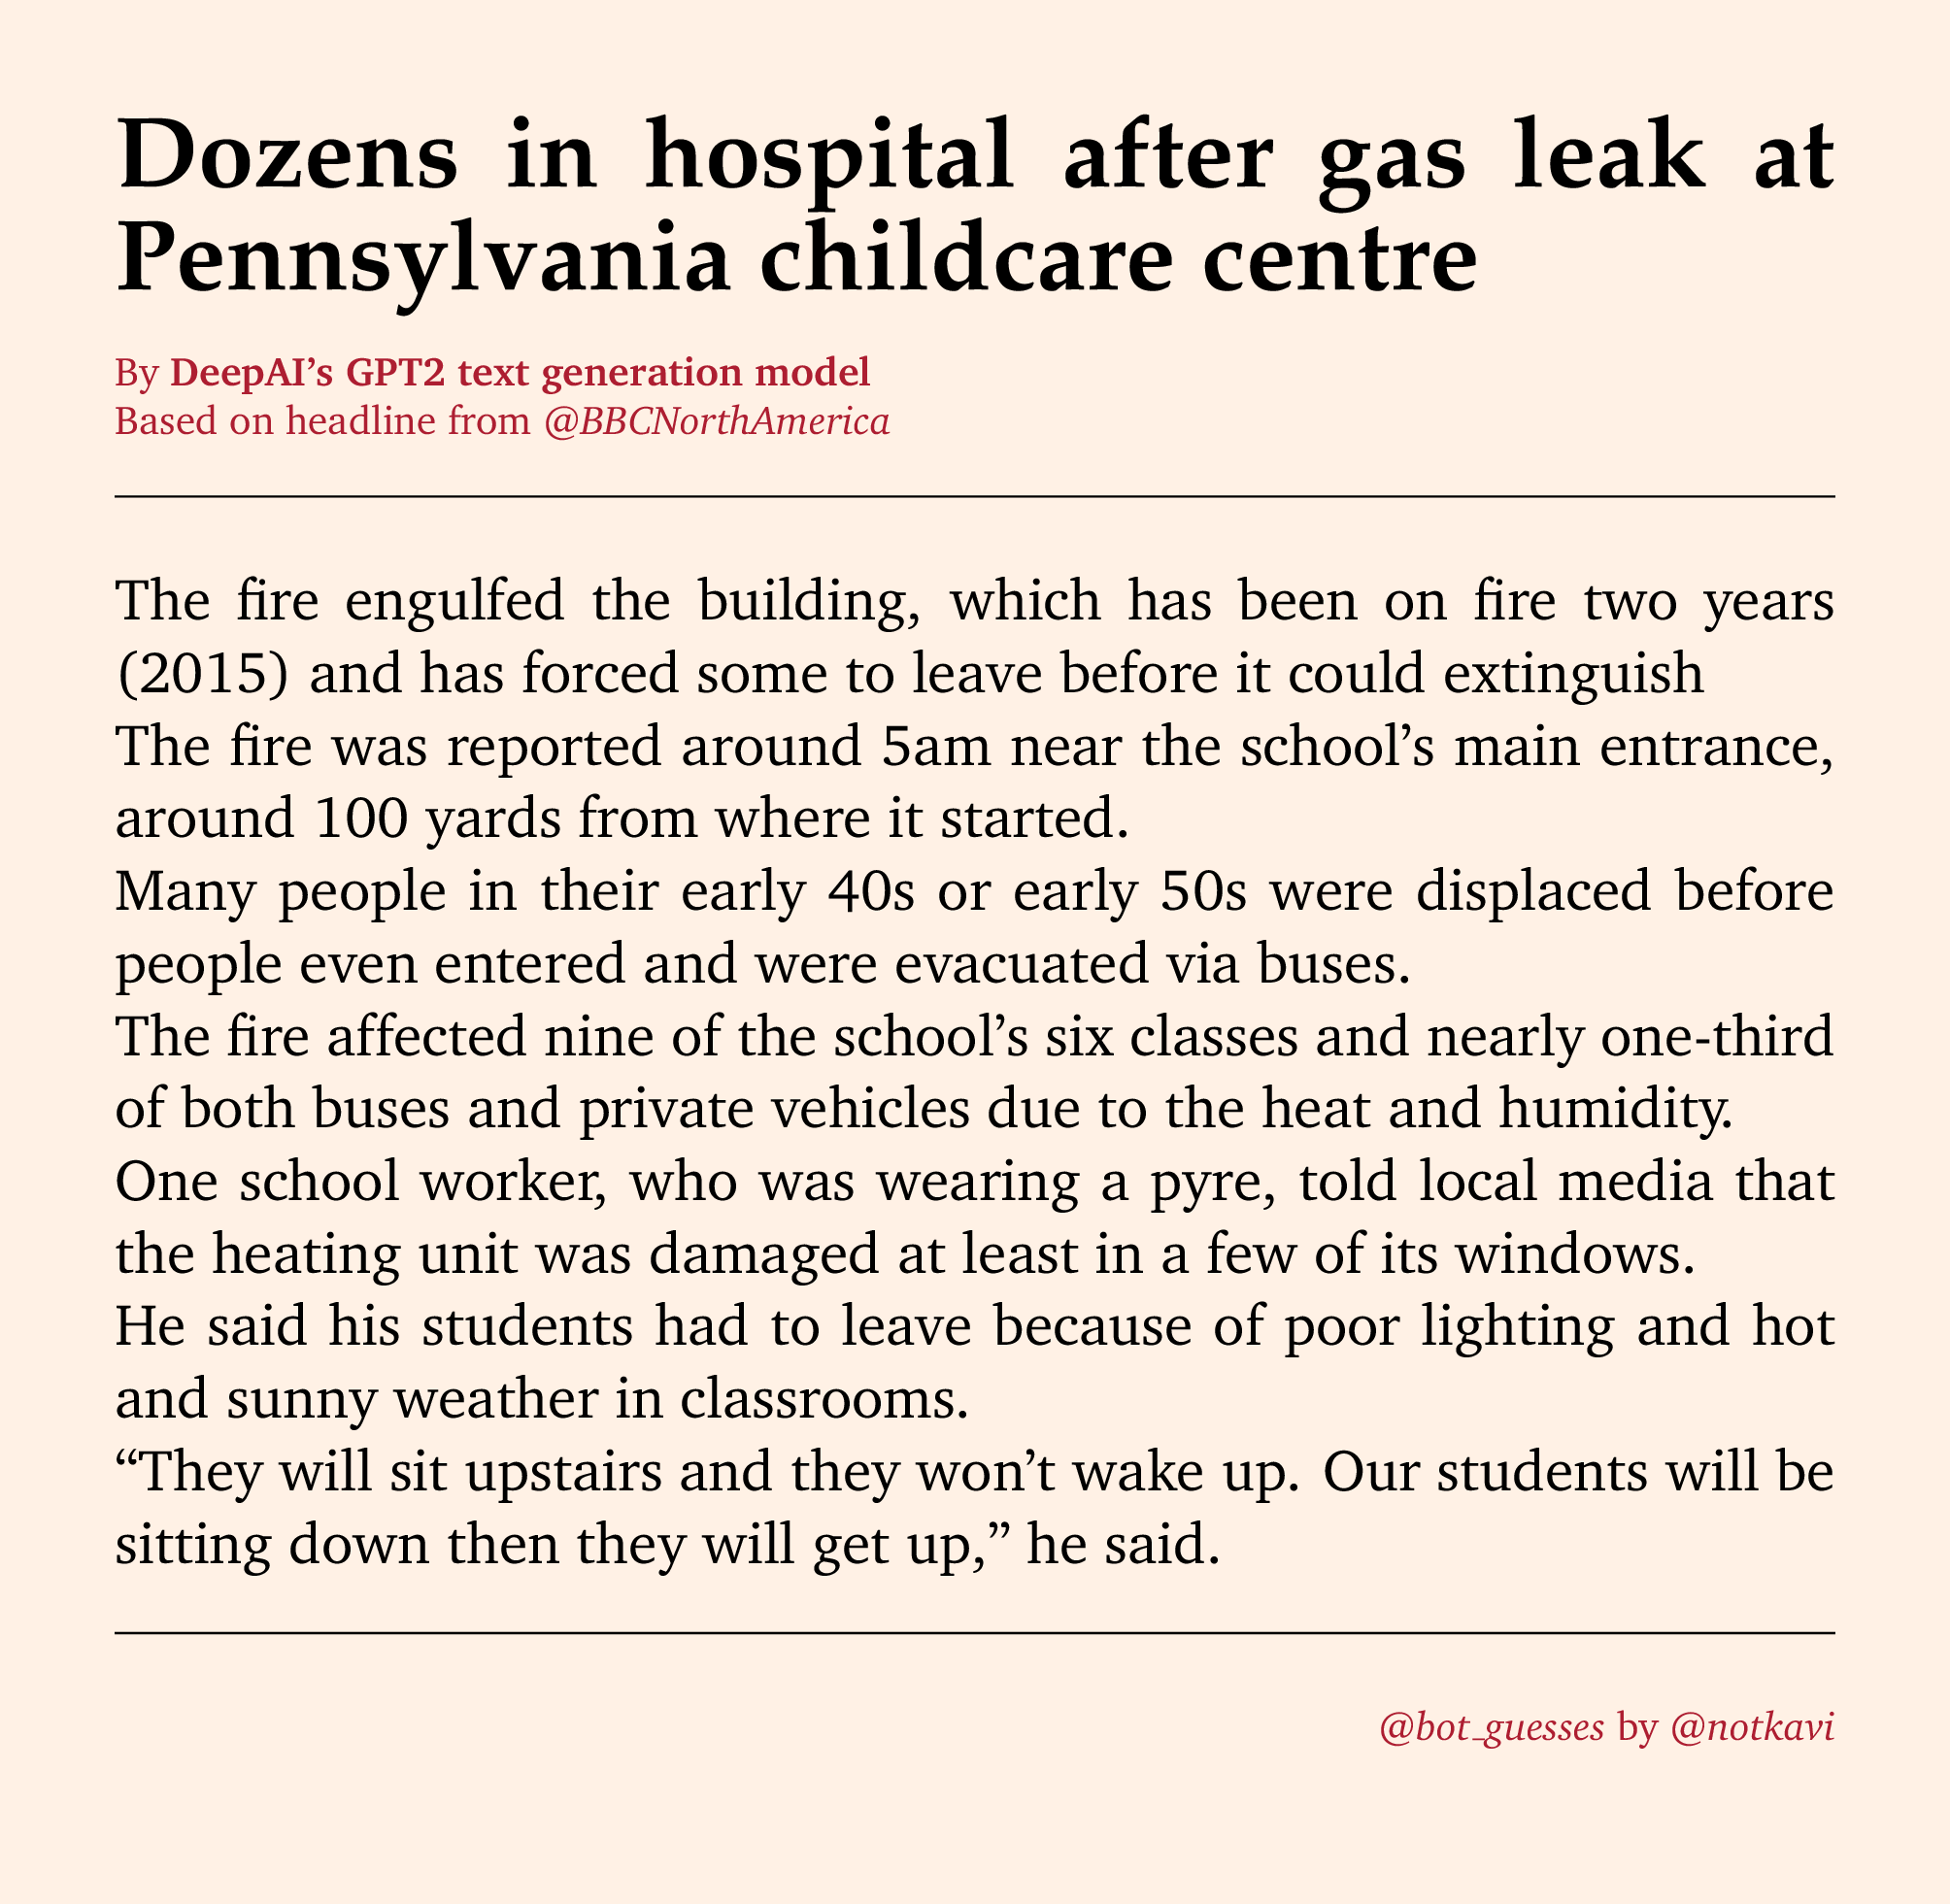 Dozens in hospital after gas leak at
Pennsylvania childcare centre
By DeepAI’s GPT2 text generation model
Based on headline from @BBCNorthAmerica
The fire engulfed the building, which has been on fire two years
(2015) and has forced some to leave before it could extinguish
The fire was reported around 5am near the school’s main entrance,
around 100 yards from where it started.
Many people in their early 40s or early 50s were displaced before
people even entered and were evacuated via buses.
The fire affected nine of the school’s six classes and nearly one-third
of both buses and private vehicles due to the heat and humidity.
One school worker, who was wearing a pyre, told local media that
the heating unit was damaged at least in a few of its windows.
He said his students had to leave because of poor lighting and hot
and sunny weather in classrooms.
“They will sit upstairs and they won’t wake up. Our students will be
sitting down then they will get up,” he said.
@bot_guesses by @notkavi